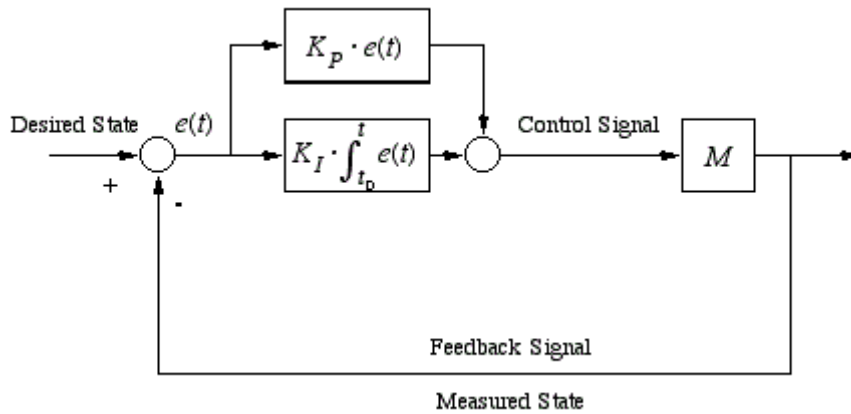 K_P · e(t)
Desired State
e(t)
K_I · ∫_{t_0}^{t} e(t)
Control Signal
M
+
-
Feedback Signal
Measured State